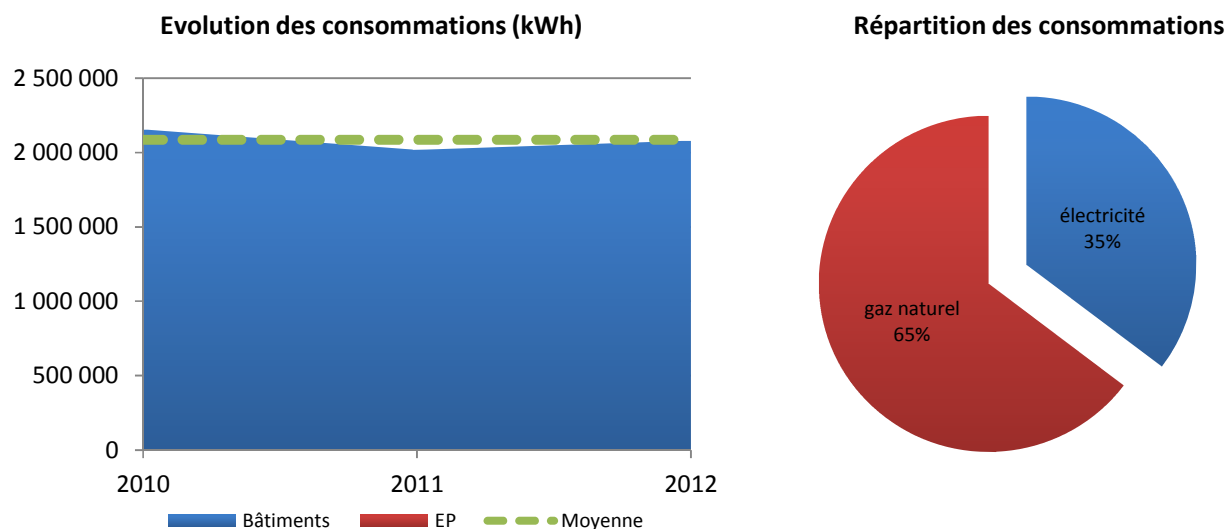 Evolution des consommations (kWh)
2 500 000
2 000 000
1 500 000
1 000 000
500 000
0
2010 2011 2012
Bâtiments EP Moyenne
Répartition des consommations
électricité
35%
gaz naturel
65%